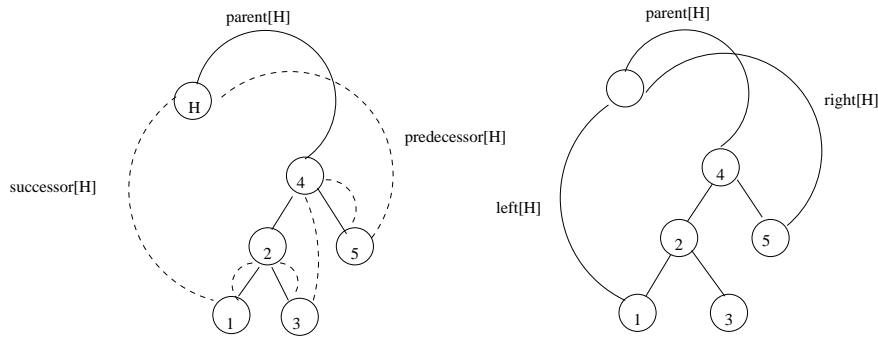 parent[H]
H
predecessor[H]
4
successor[H]
2
5
1
3
parent[H]
right[H]
4
left[H]
2
5
1
3